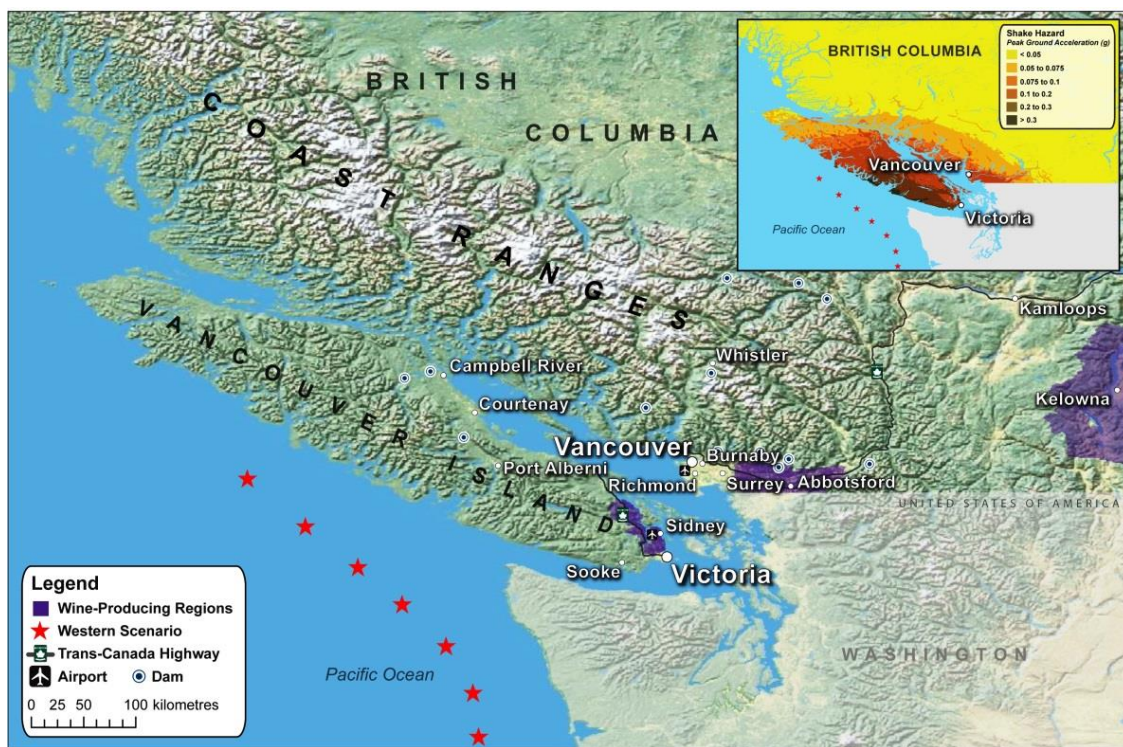 BRITISH
COLUMBIA
COAST RANGES
VANCOUVER ISLAND
Campbell River
Courtenay
Port Alberni
Whistler
Vancouver
Burnaby
Richmond
Surrey
Abbotsford
Kamloops
Kelowna
Sidney
Sooke
Victoria
UNITED STATES OF AMERICA
WASHINGTON
Pacific Ocean
Legend
Wine-Producing Regions
Western Scenario
Trans-Canada Highway
Airport Dam
0 25 50 100 kilometres
BRITISH COLUMBIA
Vancouver
Victoria
Pacific Ocean
Shake Hazard
Peak Ground Acceleration (g)
< 0.05
0.05 to 0.075
0.075 to 0.1
0.1 to 0.2
0.2 to 0.3
> 0.3